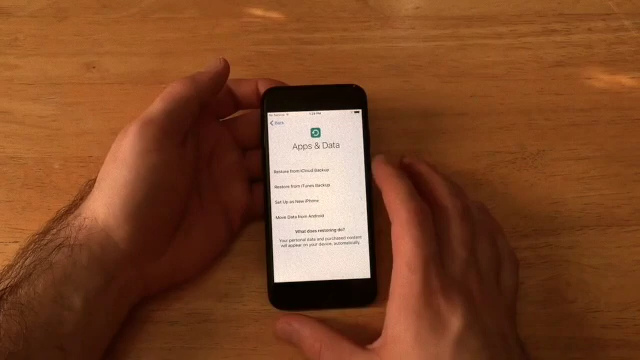 Back
Apps & Data
Restore from iCloud Backup
Restore from iTunes Backup
Set Up as New iPhone
Move Data from Android
What does restoring do?
Your personal data and purchased content
will appear on your device, automatically.